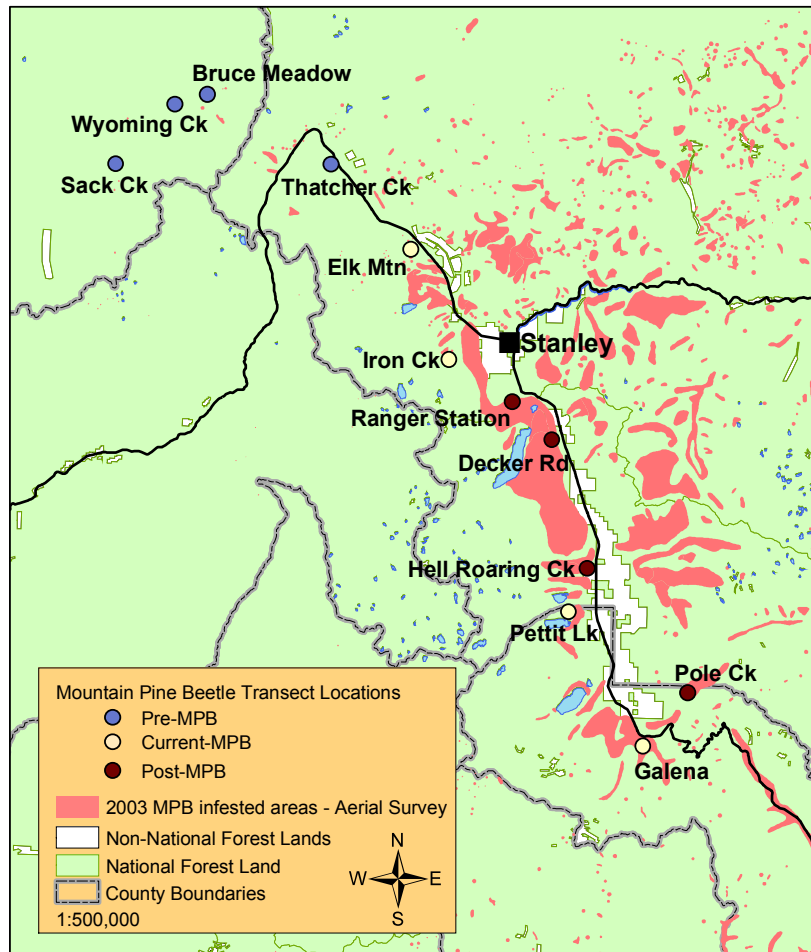 Bruce Meadow
Wyoming Ck
Sack Ck
Thatcher Ck
Elk Mtn
Stanley
Iron Ck
Ranger Station
Decker Rd
Hell Roaring Ck
Pettit Lk
Pole Ck
Galena
Mountain Pine Beetle Transect Locations
Pre-MPB
Current-MPB
Post-MPB
2003 MPB infested areas - Aerial Survey
Non-National Forest Lands
National Forest Land
County Boundaries
1:500,000
N
W E
S